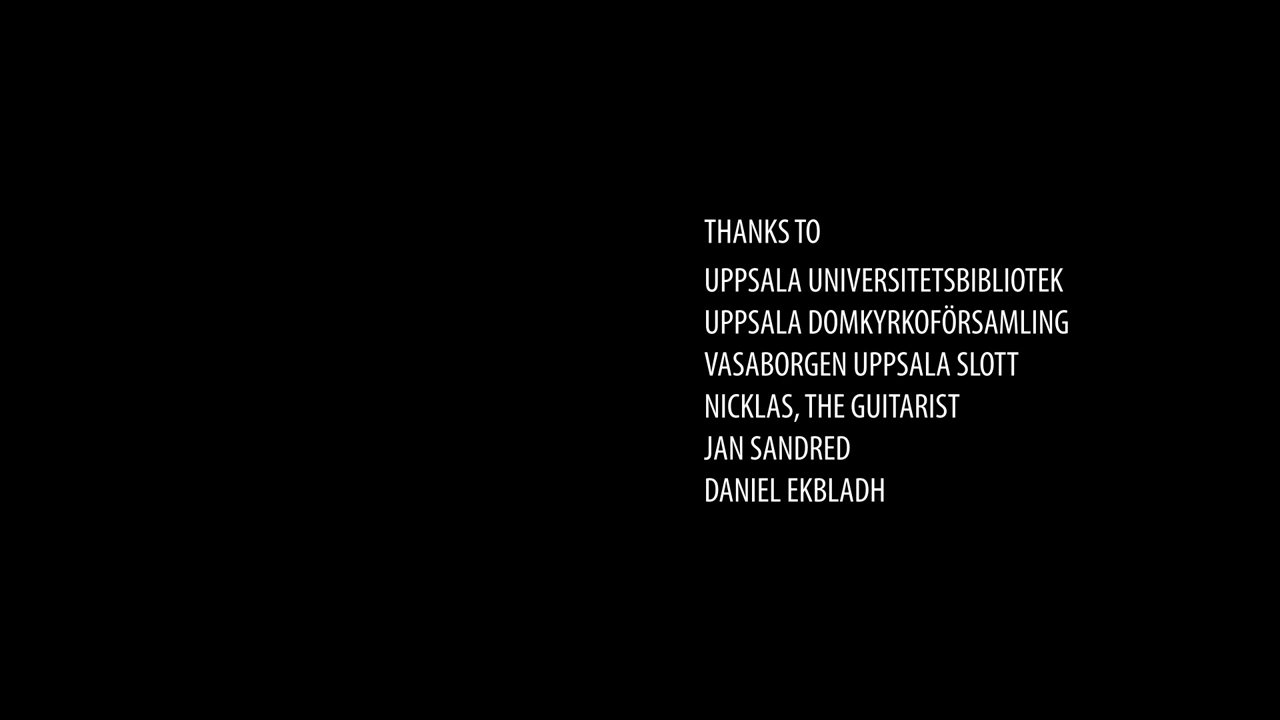 THANKS TO
UPPSALA UNIVERSITETSBIBLIOTEK
UPPSALA DOMKYRKOFÖRSAMLING
VASABORGEN UPPSALA SLOTT
NICKLAS, THE GUITARIST
JAN SANDRED
DANIEL EKBLADH